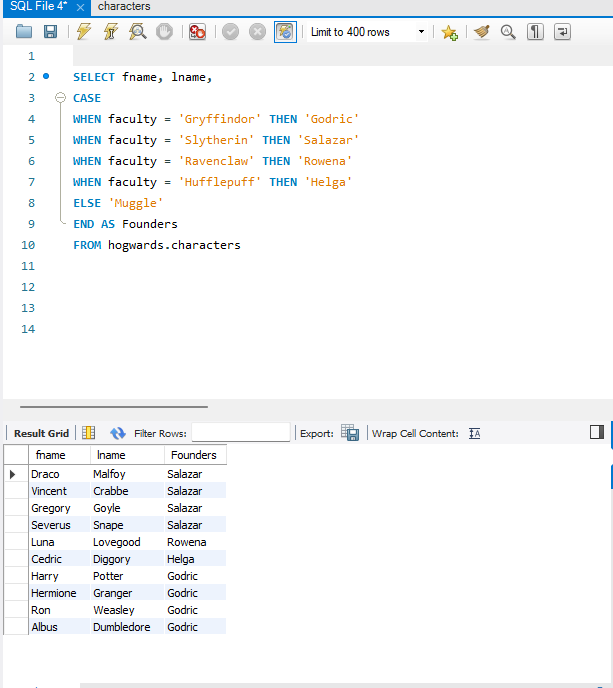 SQL File 4* characters
Limit to 400 rows
1
2 SELECT fname, lname,
3 CASE
4 WHEN faculty = 'Gryffindor' THEN 'Godric'
5 WHEN faculty = 'Slytherin' THEN 'Salazar'
6 WHEN faculty = 'Ravenclaw' THEN 'Rowena'
7 WHEN faculty = 'Hufflepuff' THEN 'Helga'
8 ELSE 'Muggle'
9 END AS Founders
10 FROM hogwards.characters
11
12
13
14
Result Grid Filter Rows: Export: Wrap Cell Content: IA
fname lname Founders
Draco Malfoy Salazar
Vincent Crabbe Salazar
Gregory Goyle Salazar
Severus Snape Salazar
Luna Lovegood Rowena
Cedric Diggory Helga
Harry Potter Godric
Hermione Granger Godric
Ron Weasley Godric
Albus Dumbledore Godric